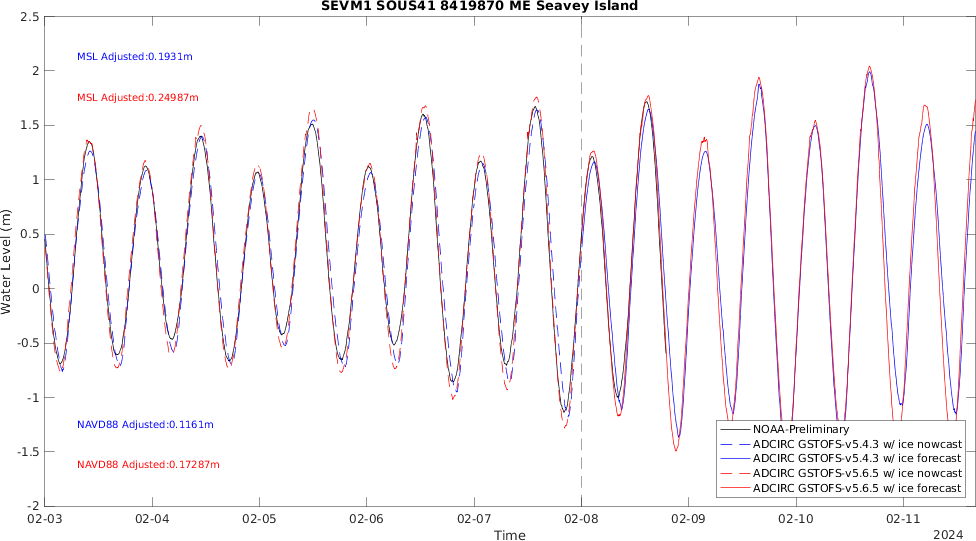 SEVM1 SOUS41 8419870 ME Seavey Island
2.5
2
1.5
1
0.5
0
-0.5
-1
-1.5
-2
Water Level (m)
MSL Adjusted:0.1931m
MSL Adjusted:0.24987m
NAVD88 Adjusted:0.1161m
NAVD88 Adjusted:0.17287m
NOAA-Preliminary
ADCIRC GSTOFS-v5.4.3 w/ ice nowcast
ADCIRC GSTOFS-v5.4.3 w/ ice forecast
ADCIRC GSTOFS-v5.6.5 w/ ice nowcast
ADCIRC GSTOFS-v5.6.5 w/ ice forecast
02-03 02-04 02-05 02-06 02-07 02-08 02-09 02-10 02-11
Time
2024